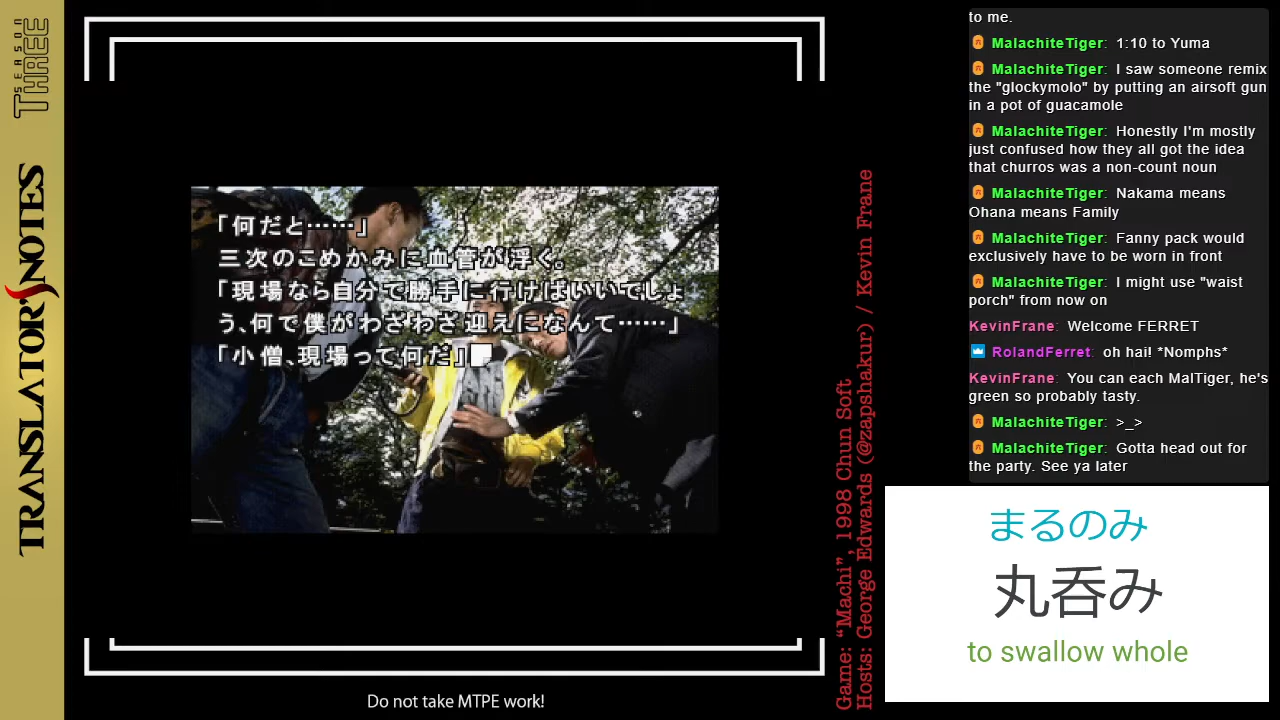 SEASON
THREE
TRANSLATOR'S NOTES
「何だと……」
三次のこめかみに血管が浮く。
「現場なら自分で勝手に行けばいいでしょ
う、何で僕がわざわざ迎えになんて……」
「小僧、現場って何だ」
Do not take MTPE work!
Game: "Machi", 1998 Chun Soft
Hosts: George Edwards (@zapshakur) / Kevin Frane
to me.
MalachiteTiger: 1:10 to Yuma
MalachiteTiger: I saw someone remix
the "glockymolo" by putting an airsoft gun
in a pot of guacamole
MalachiteTiger: Honestly I'm mostly
just confused how they all got the idea
that churros was a non-count noun
MalachiteTiger: Nakama means
Ohana means Family
MalachiteTiger: Fanny pack would
exclusively have to be worn in front
MalachiteTiger: I might use "waist
porch" from now on
KevinFrane: Welcome FERRET
RolandFerret: oh hai! *Nomphs*
KevinFrane: You can each MalTiger, he's
green so probably tasty.
MalachiteTiger: >_>
MalachiteTiger: Gotta head out for
the party. See ya later
まるのみ
丸呑み
to swallow whole